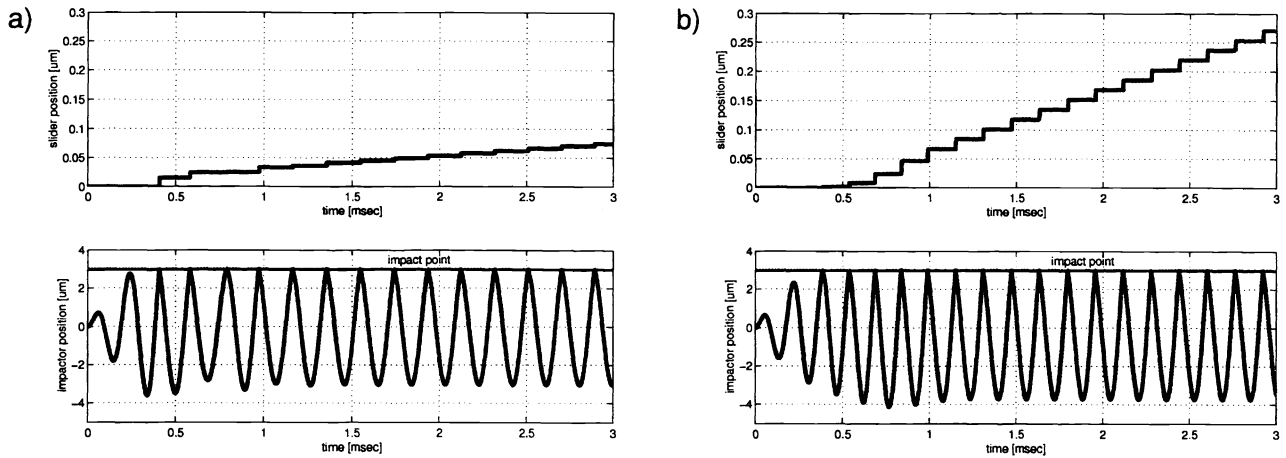 a)
slider position [um]
0.3
0.25
0.2
0.15
0.1
0.05
0
0 0.5 1 1.5 2 2.5 3
time [msec]
impactor position [um]
4
2
0
−2
−4
impact point
0 0.5 1 1.5 2 2.5 3
time [msec]
b)
slider position [um]
0.3
0.25
0.20
0.15
0.1
0.05
0
0 0.5 1 1.5 2 2.5 3
time [msec]
impactor position [um]
4
2
0
−2
−4
impact point
0 0.5 1 1.5 2 2.5 3
time [msec]